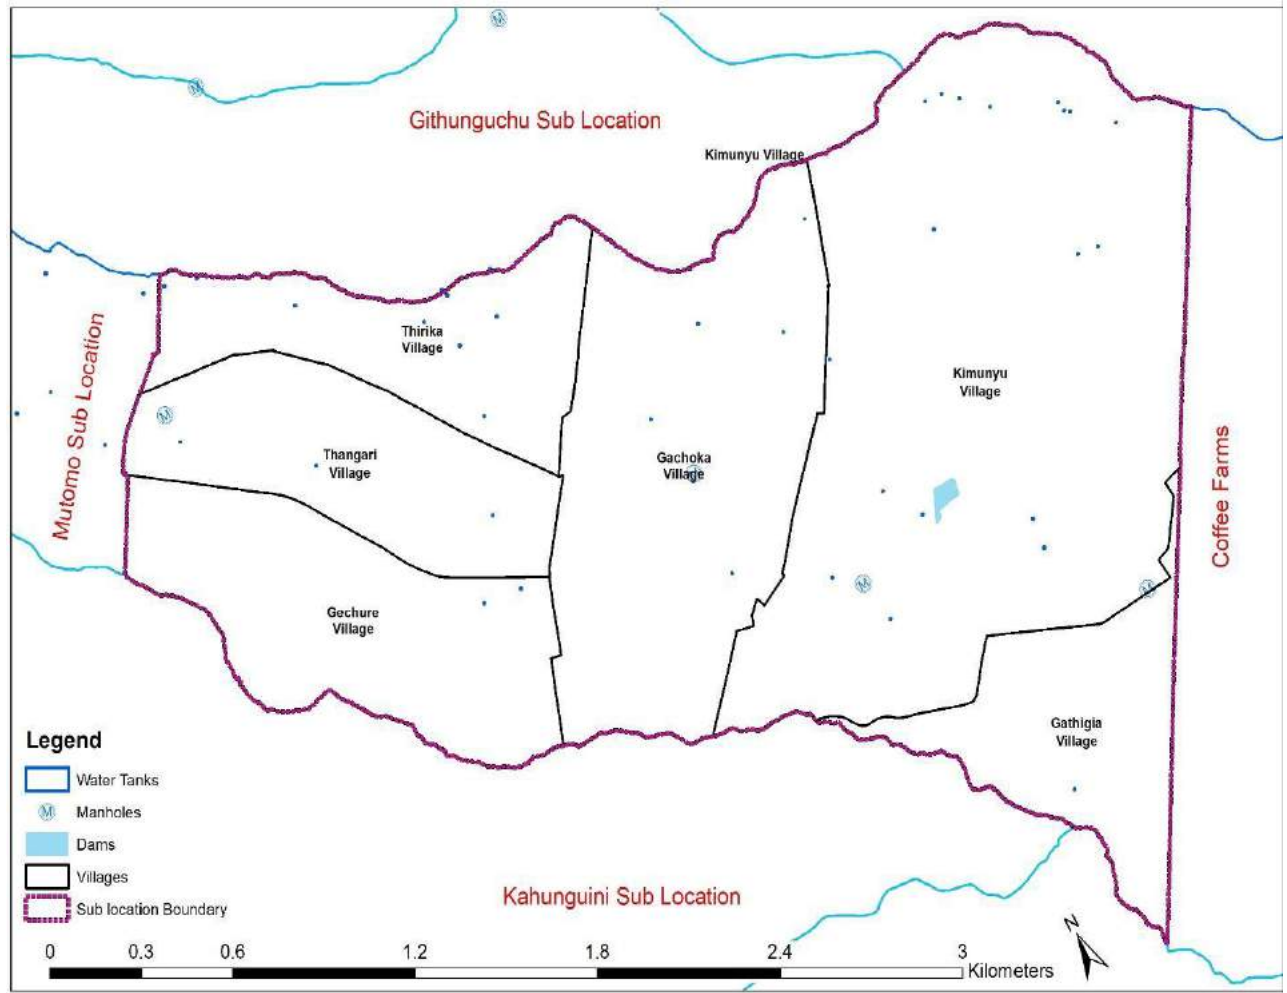 M
M
Githunguchu Sub Location
Kimunyu Village
Mutomo Sub Location
Thirika
Village
Kimunyu
Village
M
Thangari
Village
Gachoka
Village
M
Coffee Farms
Gechure
Village
M
M
Gathigia
Village
Legend
Water Tanks
M Manholes
Dams
Villages
Sub location Boundary
Kahunguini Sub Location
N
0 0.3 0.6 1.2 1.8 2.4 3
Kilometers